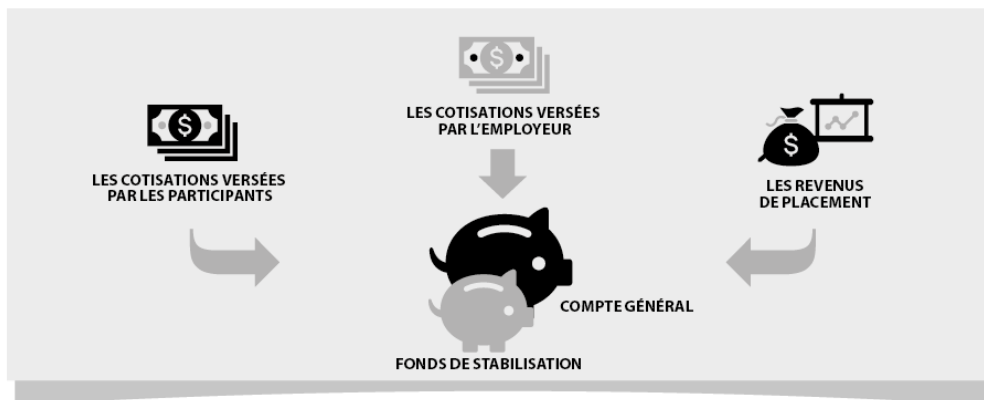 LES COTISATIONS VERSÉES
PAR L'EMPLOYEUR
LES COTISATIONS VERSÉES
PAR LES PARTICIPANTS
LES REVENUS
DE PLACEMENT
COMPTE GÉNÉRAL
FONDS DE STABILISATION